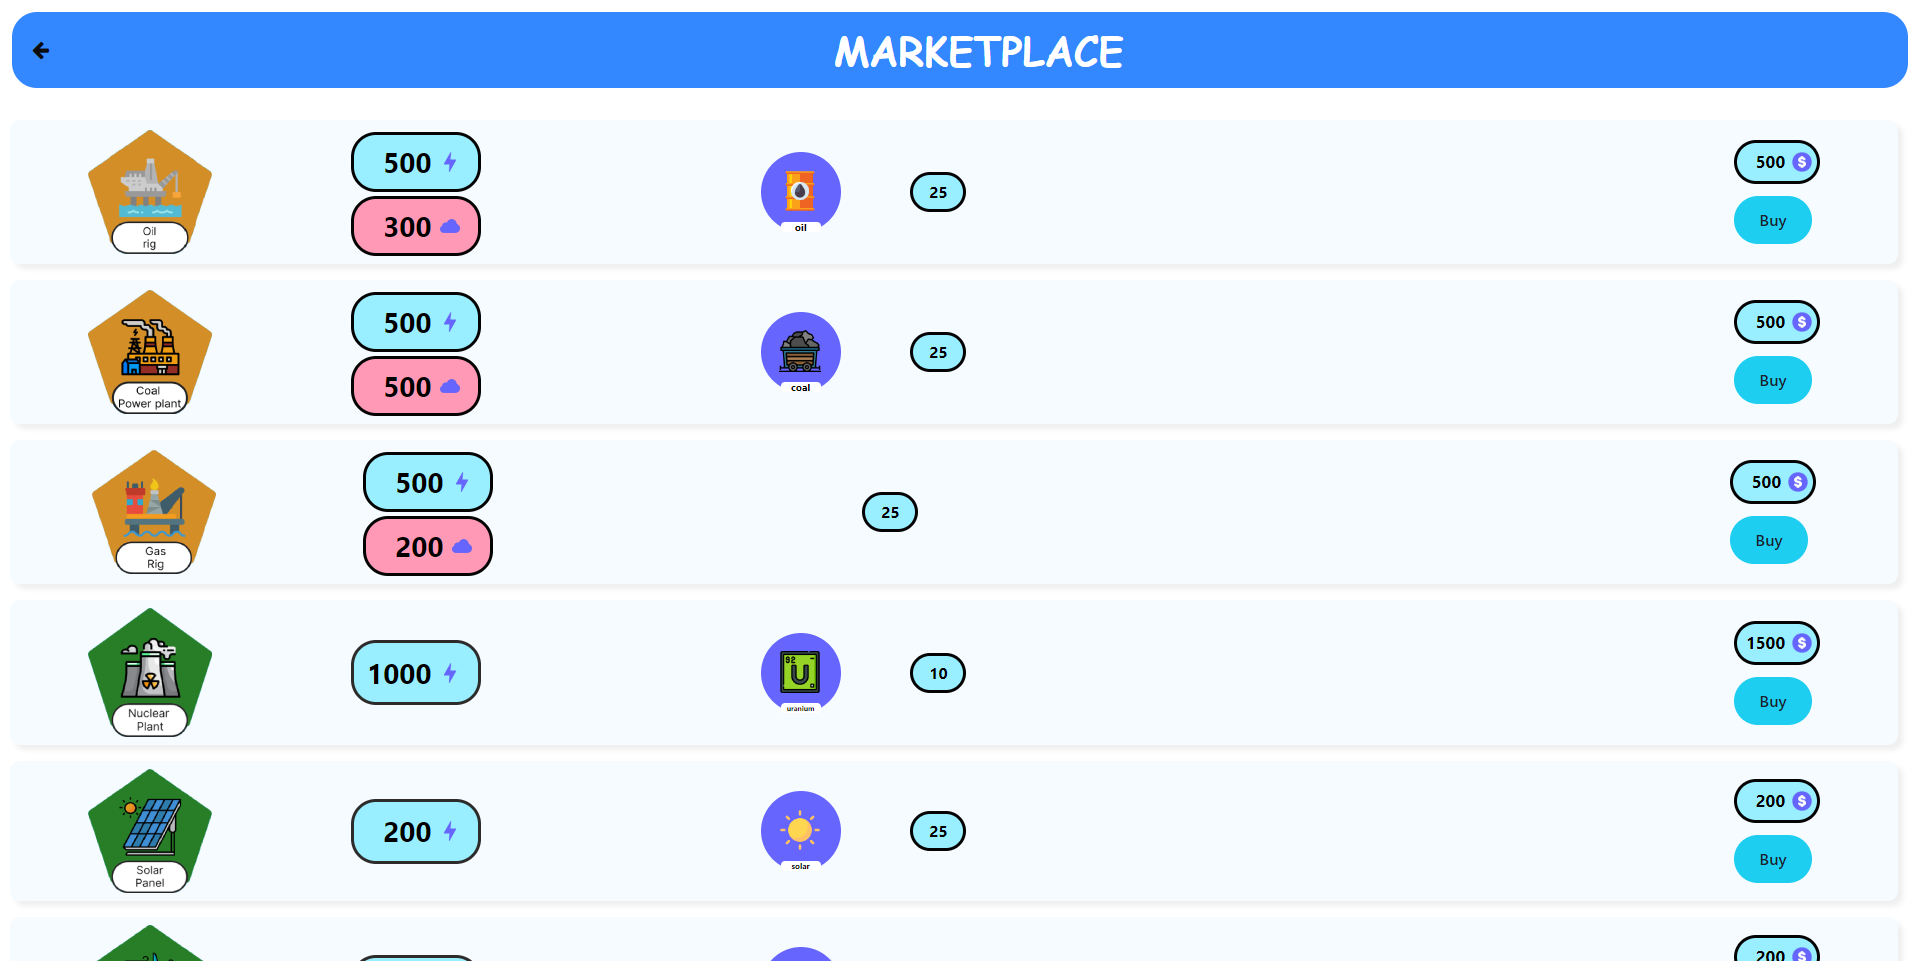 MARKETPLACE
Oil
rig
500
300
oil
25
500 $
Buy
Coal
Power plant
500
500
coal
25
500 $
Buy
Gas
Rig
500
200
25
500 $
Buy
Nuclear
Plant
1000
92
U
uranium
10
1500 $
Buy
Solar
Panel
200
solar
25
200 $
Buy
200 $